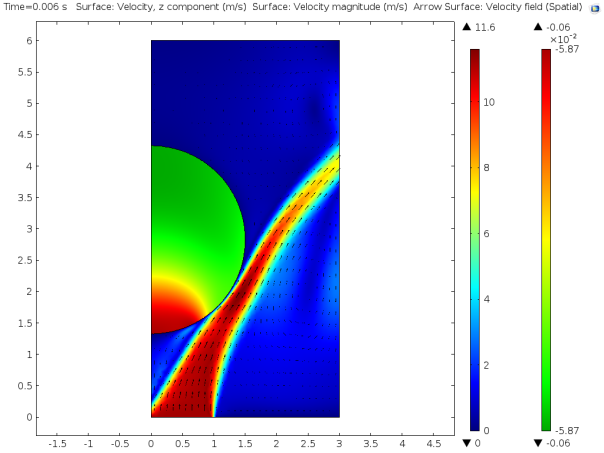 Time=0.006 s Surface: Velocity, z component (m/s) Surface: Velocity magnitude (m/s) Arrow Surface: Velocity field (Spatial)
▲ 11.6 ▲ -0.06
×10⁻²
6 -5.87
5.5
5 10
4.5
4 8
3.5
3 6
2.5
2 4
1.5
1 2
0.5
0 0 -5.87
▼ 0 ▼ -0.06
-1.5 -1 -0.5 0 0.5 1 1.5 2 2.5 3 3.5 4 4.5